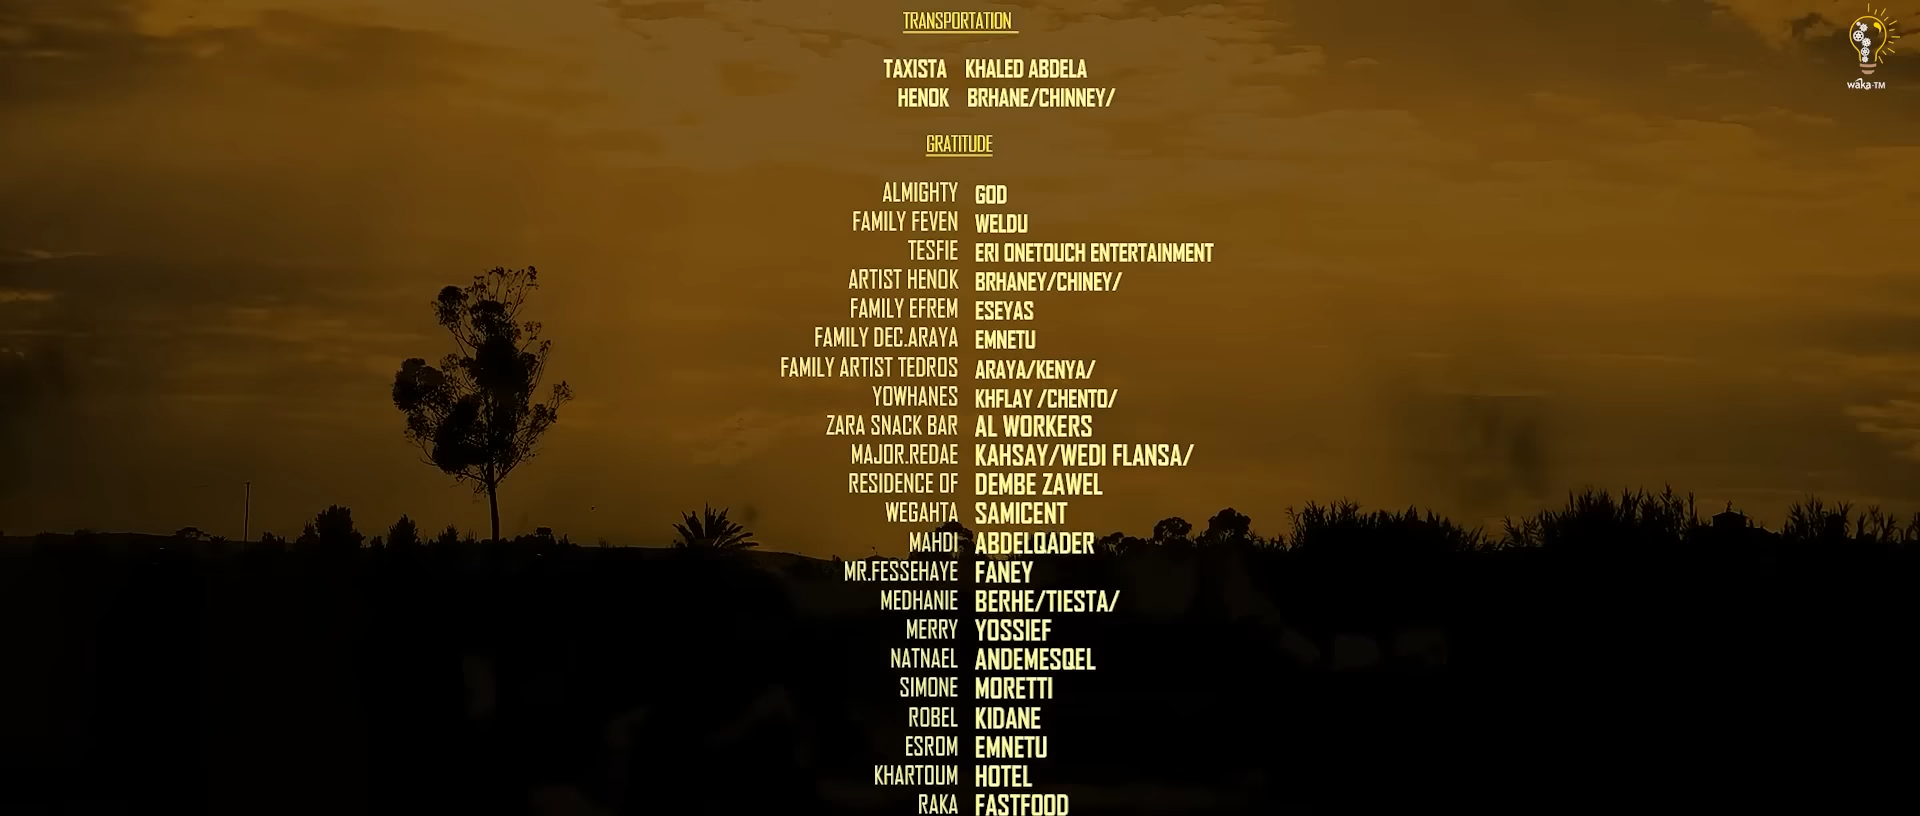 TRANSPORTATION
waka-TM
TAXISTA KHALED ABDELA
HENOK BRHANE/CHINNEY/
GRATITUDE
ALMIGHTY GOD
FAMILY FEVEN WELDU
TESFIE ERI ONETOUCH ENTERTAINMENT
ARTIST HENOK BRHANEY/CHINEY/
FAMILY EFREM ESEYAS
FAMILY DEC.ARAYA EMNETU
FAMILY ARTIST TEDROS ARAYA/KENYA/
YOWHANES KHFLAY /CHENTO/
ZARA SNACK BAR AL WORKERS
MAJOR.REDAE KAHSAY/WEDI FLANSA/
RESIDENCE OF DEMBE ZAWEL
WEGAHTA SAMICENT
MAHDI ABDELQADER
MR.FESSEHAYE FANEY
MEDHANIE BERHE/TIESTA/
MERRY YOSSIEF
NATNAEL ANDEMESQEL
SIMONE MORETTI
ROBEL KIDANE
ESROM EMNETU
KHARTOUM HOTEL
RAKA FASTFOOD